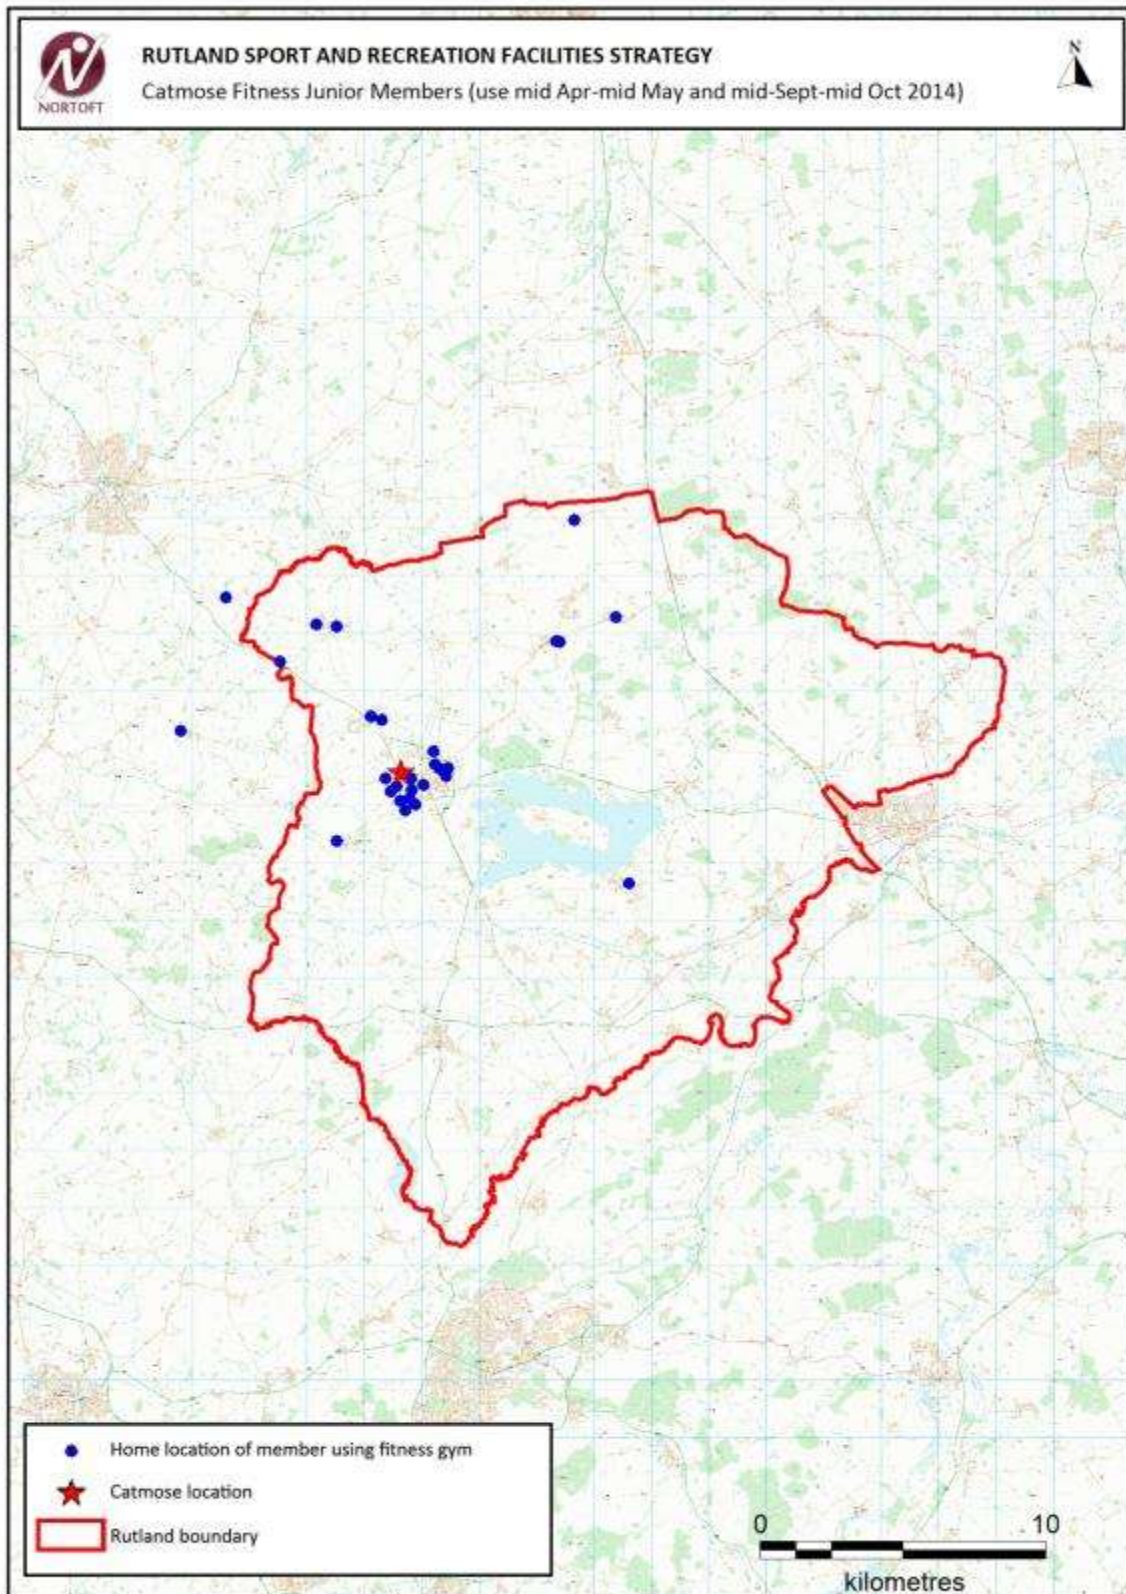 RUTLAND SPORT AND RECREATION FACILITIES STRATEGY
Catmose Fitness Junior Members (use mid Apr-mid May and mid-Sept-mid Oct 2014)
NORTOFT
N
Home location of member using fitness gym
Catmose location
Rutland boundary
0 10
kilometres